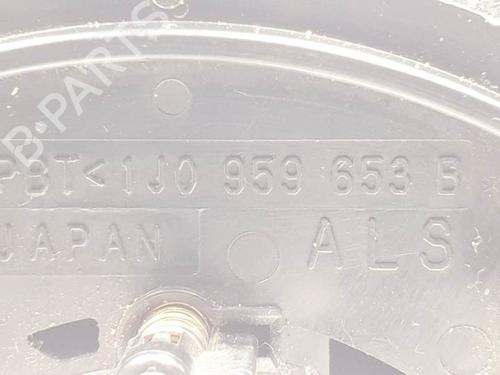 B-PARTS
PBT< 1J0 959 653 B
JAPAN ALS